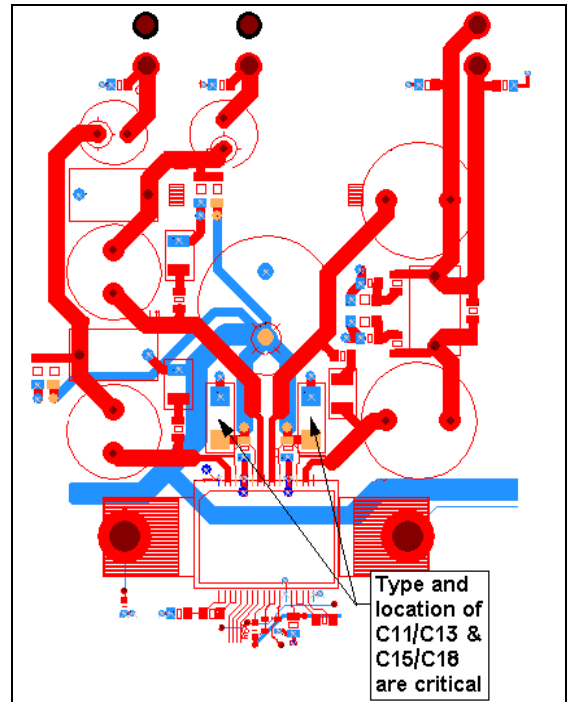 Type and
location of
C11/C13 &
C15/C18
are critical